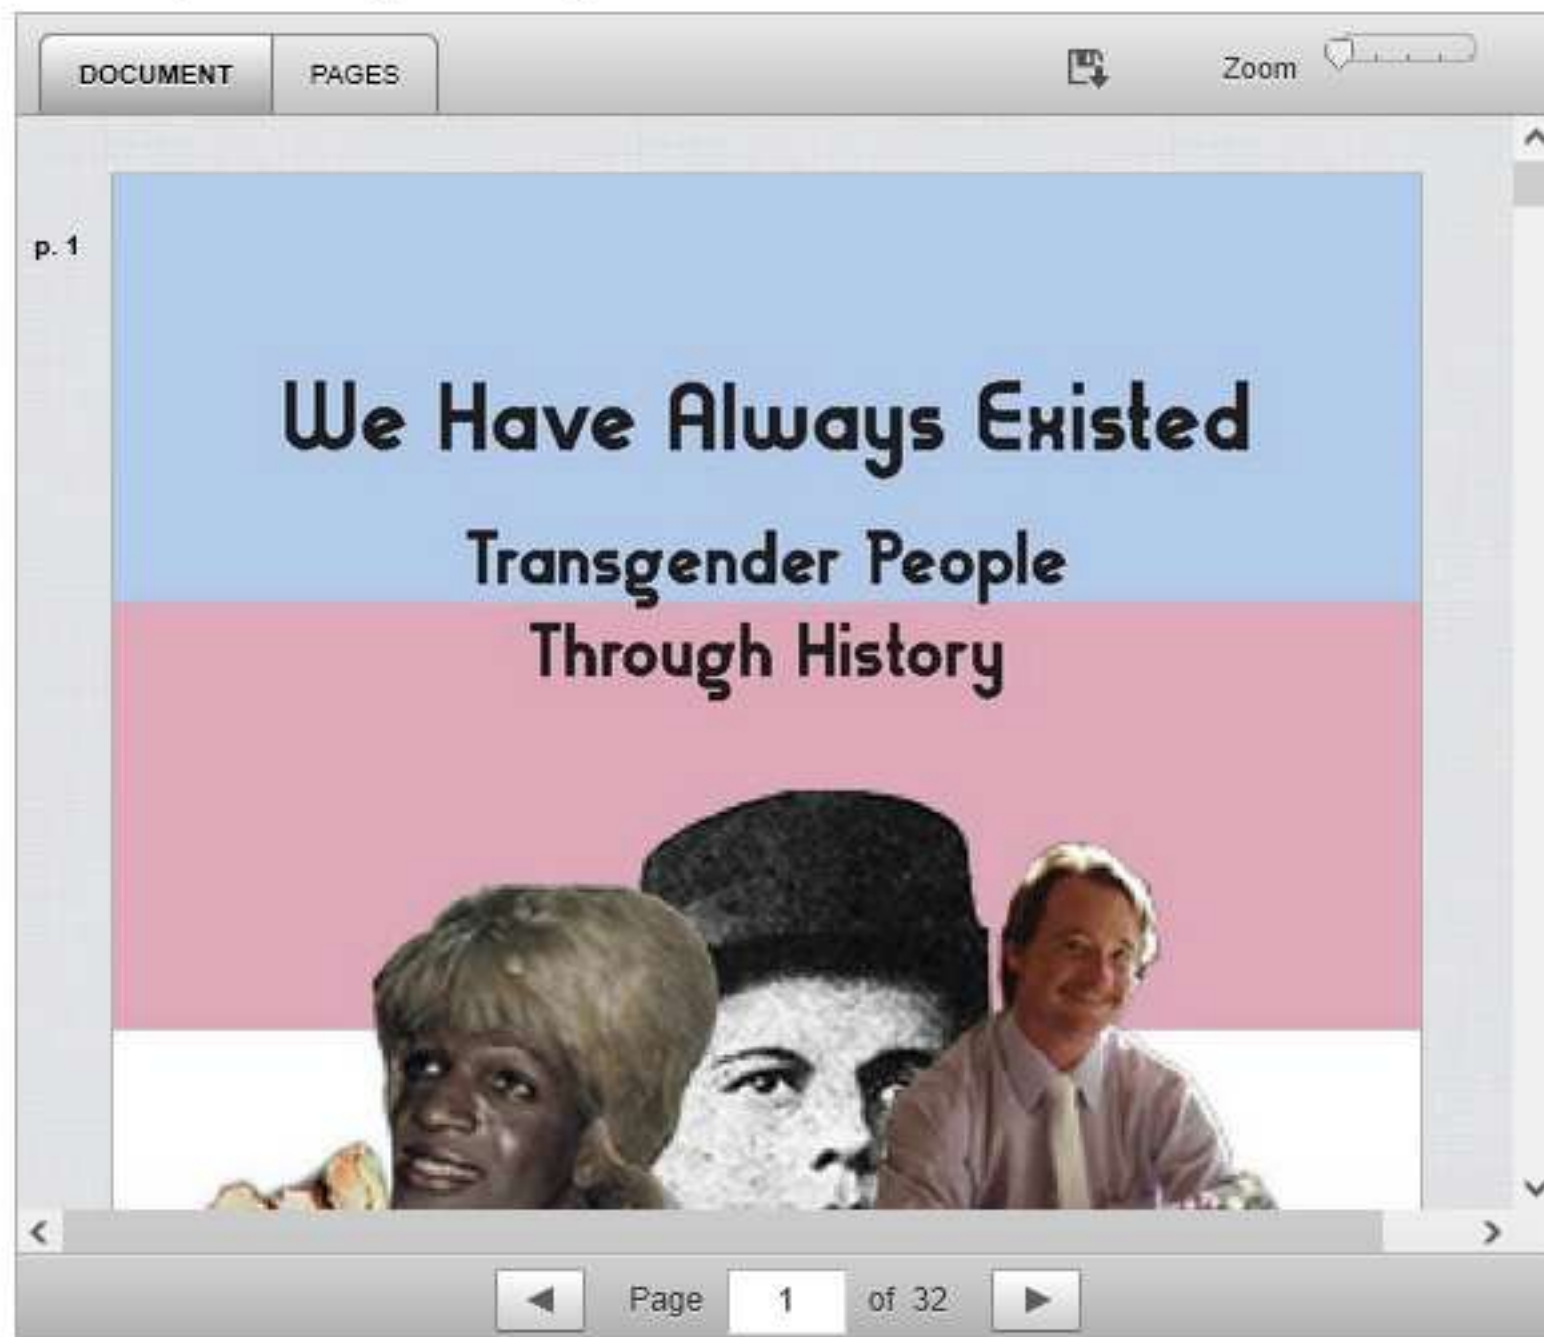 DOCUMENT PAGES Zoom
p. 1
We Have Always Existed
Transgender People
Through History
Page 1 of 32